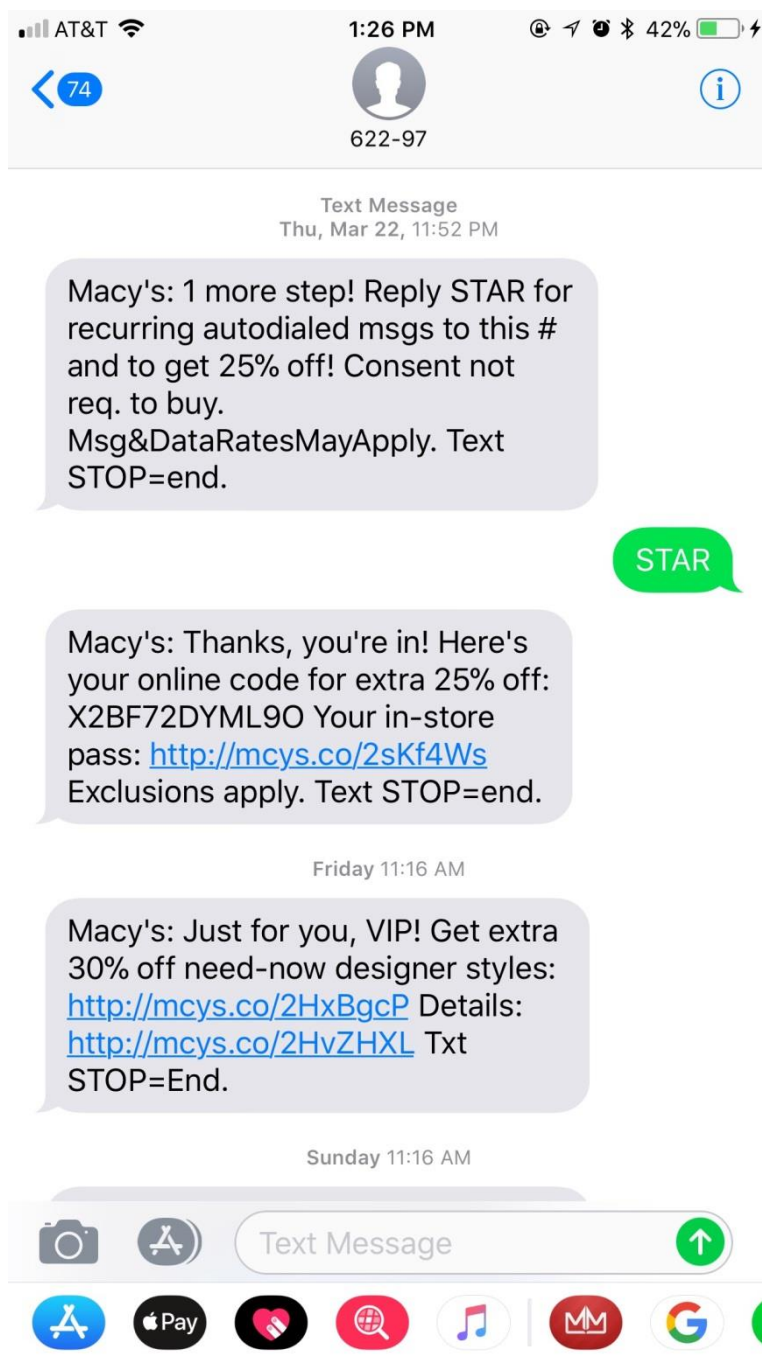 AT&T
1:26 PM
42%
74
622-97
Text Message
Thu, Mar 22, 11:52 PM
Macy's: 1 more step! Reply STAR for
recurring autodialed msgs to this #
and to get 25% off! Consent not
req. to buy.
Msg&DataRatesMayApply. Text
STOP=end.
STAR
Macy's: Thanks, you're in! Here's
your online code for extra 25% off:
X2BF72DYML9O Your in-store
pass: http://mcys.co/2sKf4Ws
Exclusions apply. Text STOP=end.
Friday 11:16 AM
Macy's: Just for you, VIP! Get extra
30% off need-now designer styles:
http://mcys.co/2HxBgcP Details:
http://mcys.co/2HvZHXL Txt
STOP=End.
Sunday 11:16 AM
Text Message
Pay
MM
G